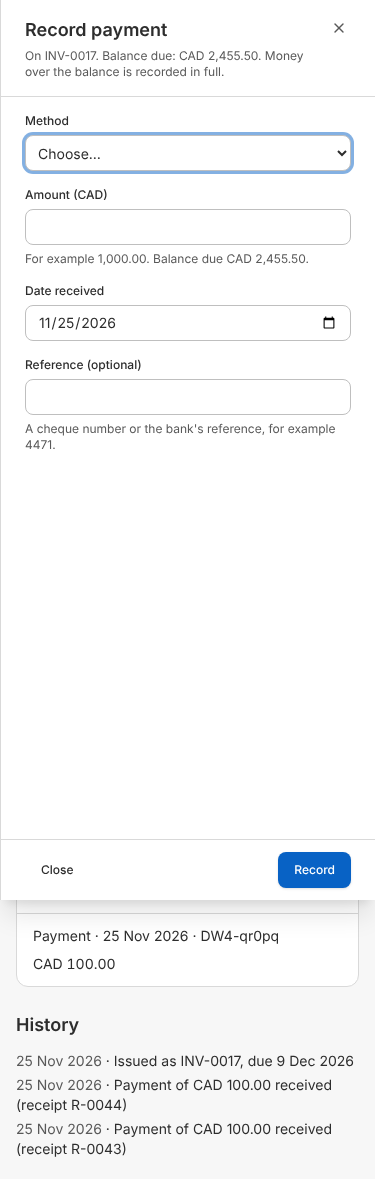 Record payment
On INV-0017. Balance due: CAD 2,455.50. Money
over the balance is recorded in full.
Method
Choose...
Amount (CAD)
For example 1,000.00. Balance due CAD 2,455.50.
Date received
11/25/2026
Reference (optional)
A cheque number or the bank's reference, for example
4471.
Close
Record
Payment · 25 Nov 2026 · DW4-qr0pq
CAD 100.00
History
25 Nov 2026 · Issued as INV-0017, due 9 Dec 2026
25 Nov 2026 · Payment of CAD 100.00 received
(receipt R-0044)
25 Nov 2026 · Payment of CAD 100.00 received
(receipt R-0043)